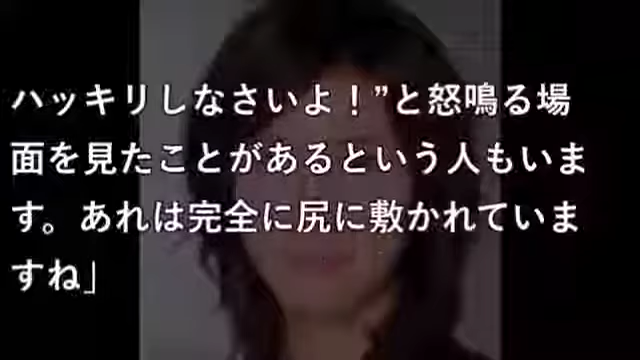 ハッキリしなさいよ！”と怒鳴る場
面を見たことがあるという人もいま
す。あれは完全に尻に敷かれていま
すね」